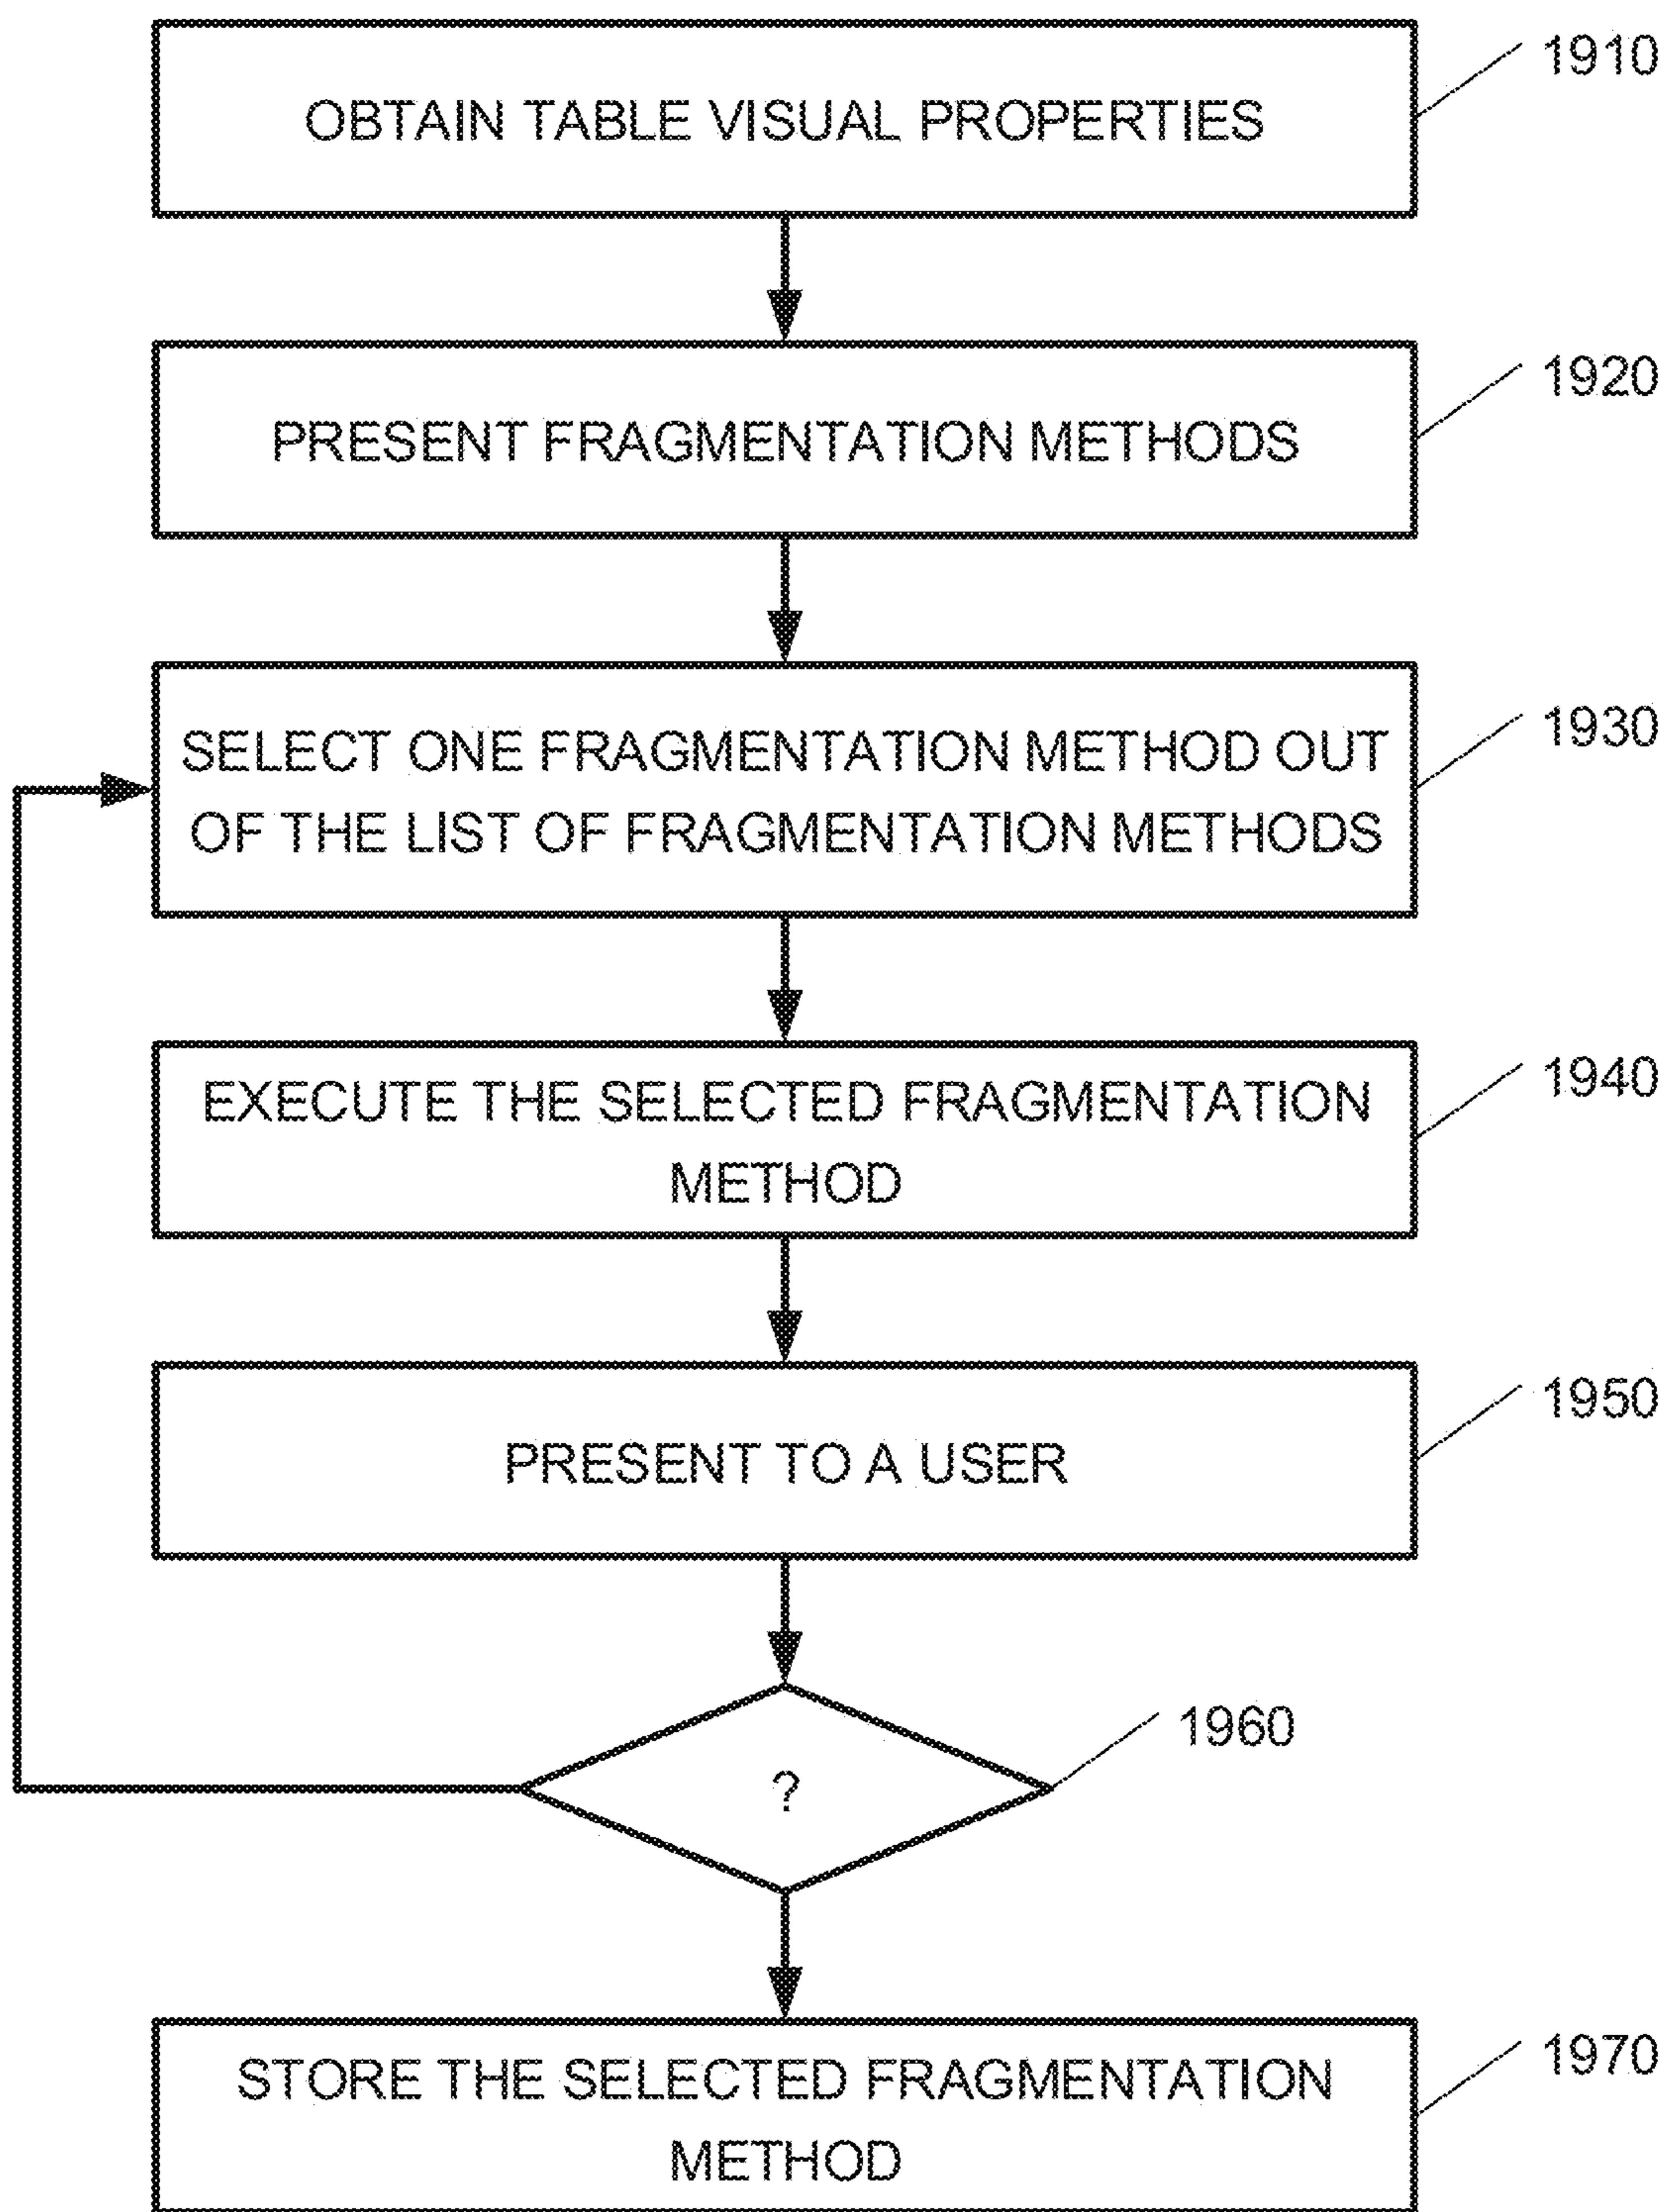 OBTAIN TABLE VISUAL PROPERTIES
1910
PRESENT FRAGMENTATION METHODS
1920
SELECT ONE FRAGMENTATION METHOD OUT
OF THE LIST OF FRAGMENTATION METHODS
1930
EXECUTE THE SELECTED FRAGMENTATION
METHOD
1940
PRESENT TO A USER
1950
?
1960
STORE THE SELECTED FRAGMENTATION
METHOD
1970